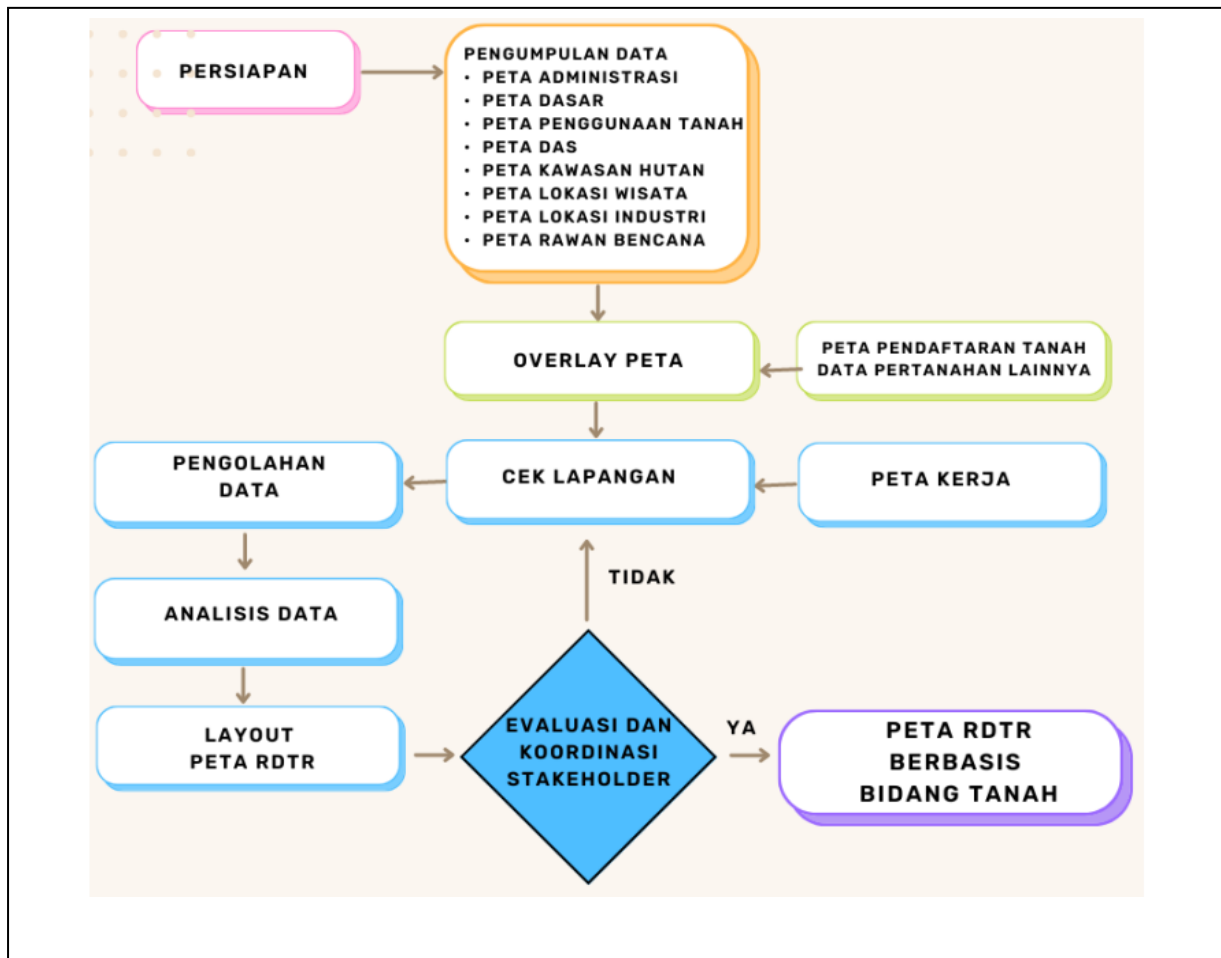 PERSIAPAN
PENGUMPULAN DATA
• PETA ADMINISTRASI
• PETA DASAR
• PETA PENGGUNAAN TANAH
• PETA DAS
• PETA KAWASAN HUTAN
• PETA LOKASI WISATA
• PETA LOKASI INDUSTRI
• PETA RAWAN BENCANA
OVERLAY PETA
PETA PENDAFTARAN TANAH
DATA PERTANAHAN LAINNYA
PENGOLAHAN
DATA
CEK LAPANGAN
PETA KERJA
TIDAK
ANALISIS DATA
LAYOUT
PETA RDTR
EVALUASI DAN
KOORDINASI
STAKEHOLDER
YA
PETA RDTR
BERBASIS
BIDANG TANAH